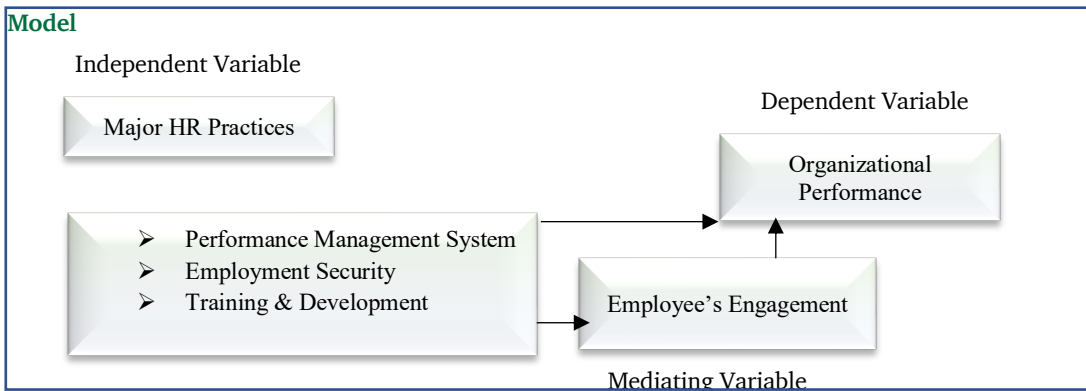 Model
Independent Variable
Major HR Practices
Dependent Variable
Organizational
Performance
➢ Performance Management System
➢ Employment Security
➢ Training & Development
Employee’s Engagement
Mediating Variable